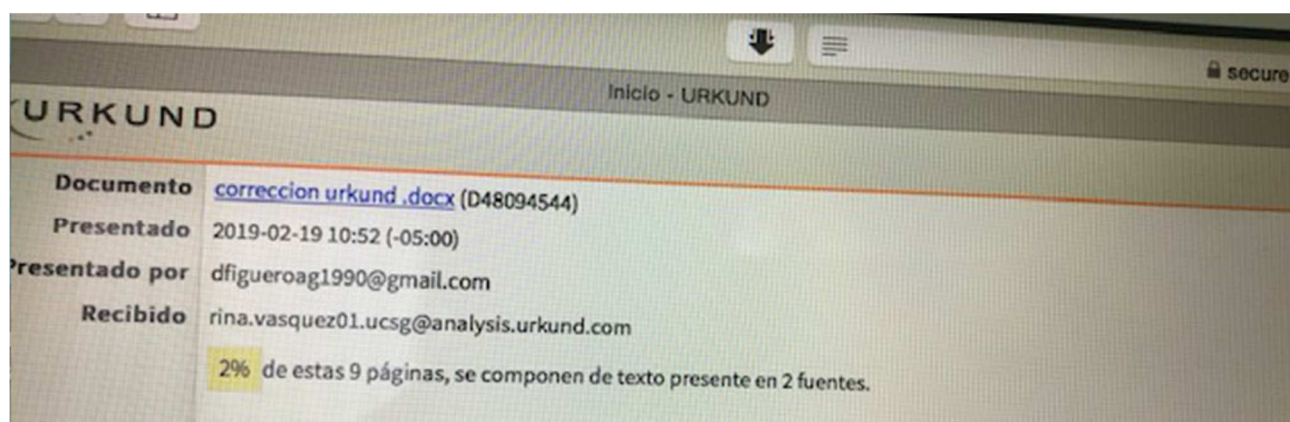 secure
Inicio - URKUND
URKUND
Documento correccion urkund .docx (D48094544)
Presentado 2019-02-19 10:52 (-05:00)
Presentado por dfigueroag1990@gmail.com
Recibido rina.vasquez01.ucsg@analysis.urkund.com
2% de estas 9 páginas, se componen de texto presente en 2 fuentes.